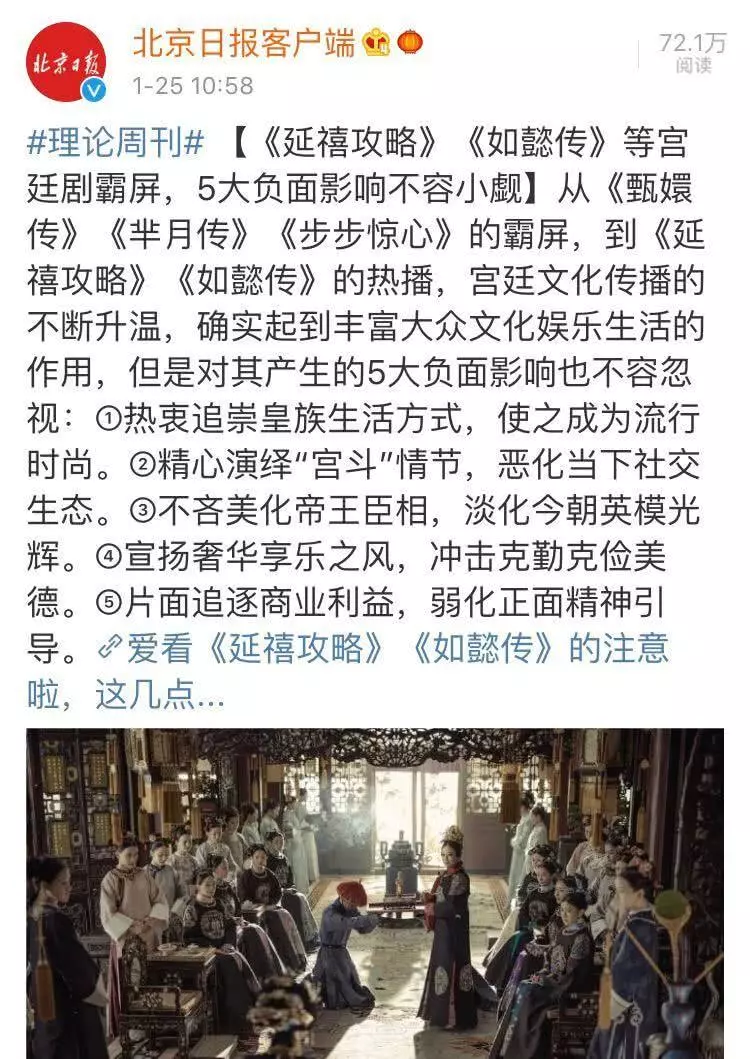 北京日报
北京日报客户端
1-25 10:58
72.1万
阅读
#理论周刊# 【《延禧攻略》《如懿传》等宫
廷剧霸屏，5大负面影响不容小觑】从《甄嬛
传》《芈月传》《步步惊心》的霸屏，到《延
禧攻略》《如懿传》的热播，宫廷文化传播的
不断升温，确实起到丰富大众文化娱乐生活的
作用，但是对其产生的5大负面影响也不容忽
视：①热衷追崇皇族生活方式，使之成为流行
时尚。②精心演绎“宫斗”情节，恶化当下社交
生态。③不吝美化帝王臣相，淡化今朝英模光
辉。④宣扬奢华享乐之风，冲击克勤克俭美
德。⑤片面追逐商业利益，弱化正面精神引
导。爱看《延禧攻略》《如懿传》的注意
啦，这几点...